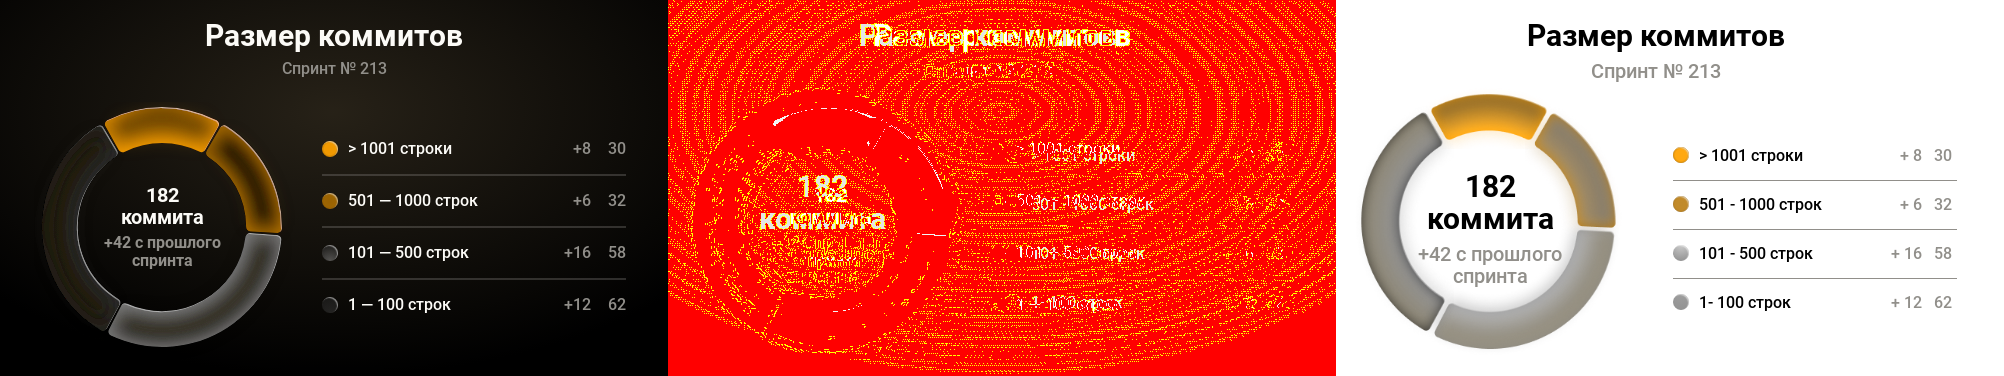 Размер коммитов
Спринт № 213
182
коммита
+42 с прошлого
спринта
> 1001 строки +8 30
501 — 1000 строк +6 32
101 — 500 строк +16 58
1 — 100 строк +12 62
182
коммита
Размер коммитов
Спринт № 213
182
коммита
+42 с прошлого
спринта
> 1001 строки + 8 30
501 - 1000 строк + 6 32
101 - 500 строк + 16 58
1- 100 строк + 12 62